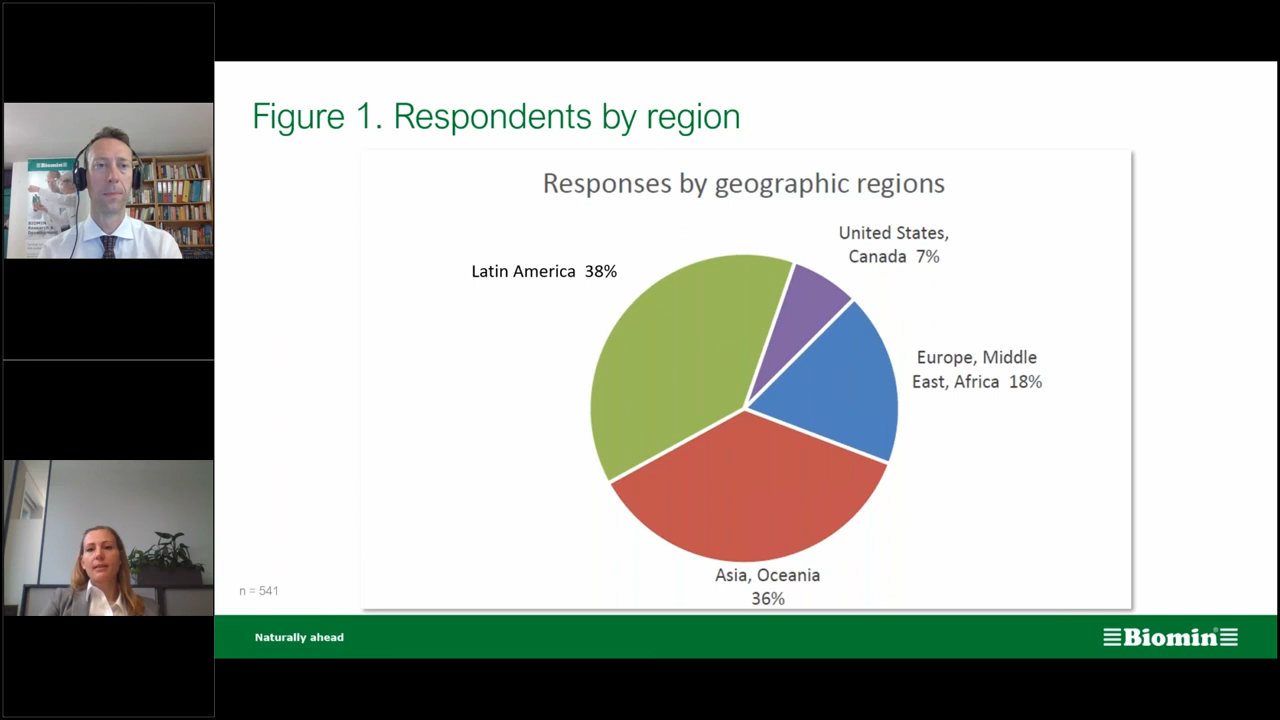 Figure 1. Respondents by region
Responses by geographic regions
United States,
Canada 7%
Latin America 38%
Europe, Middle
East, Africa 18%
Asia, Oceania
36%
n = 541
Naturally ahead
Biomin®
Biomin